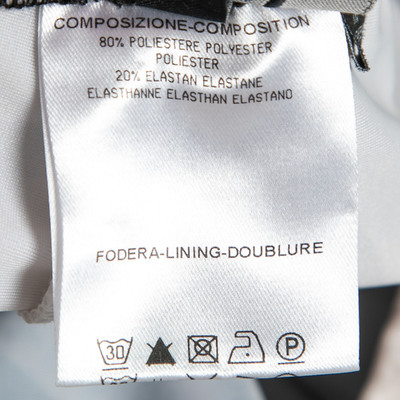 COMPOSIZIONE-COMPOSITION
80% POLIESTERE POLYESTER
POLIESTER
20% ELASTAN ELASTANE
ELASTHANNE ELASTHAN ELASTANO
FODERA-LINING-DOUBLURE
30 P